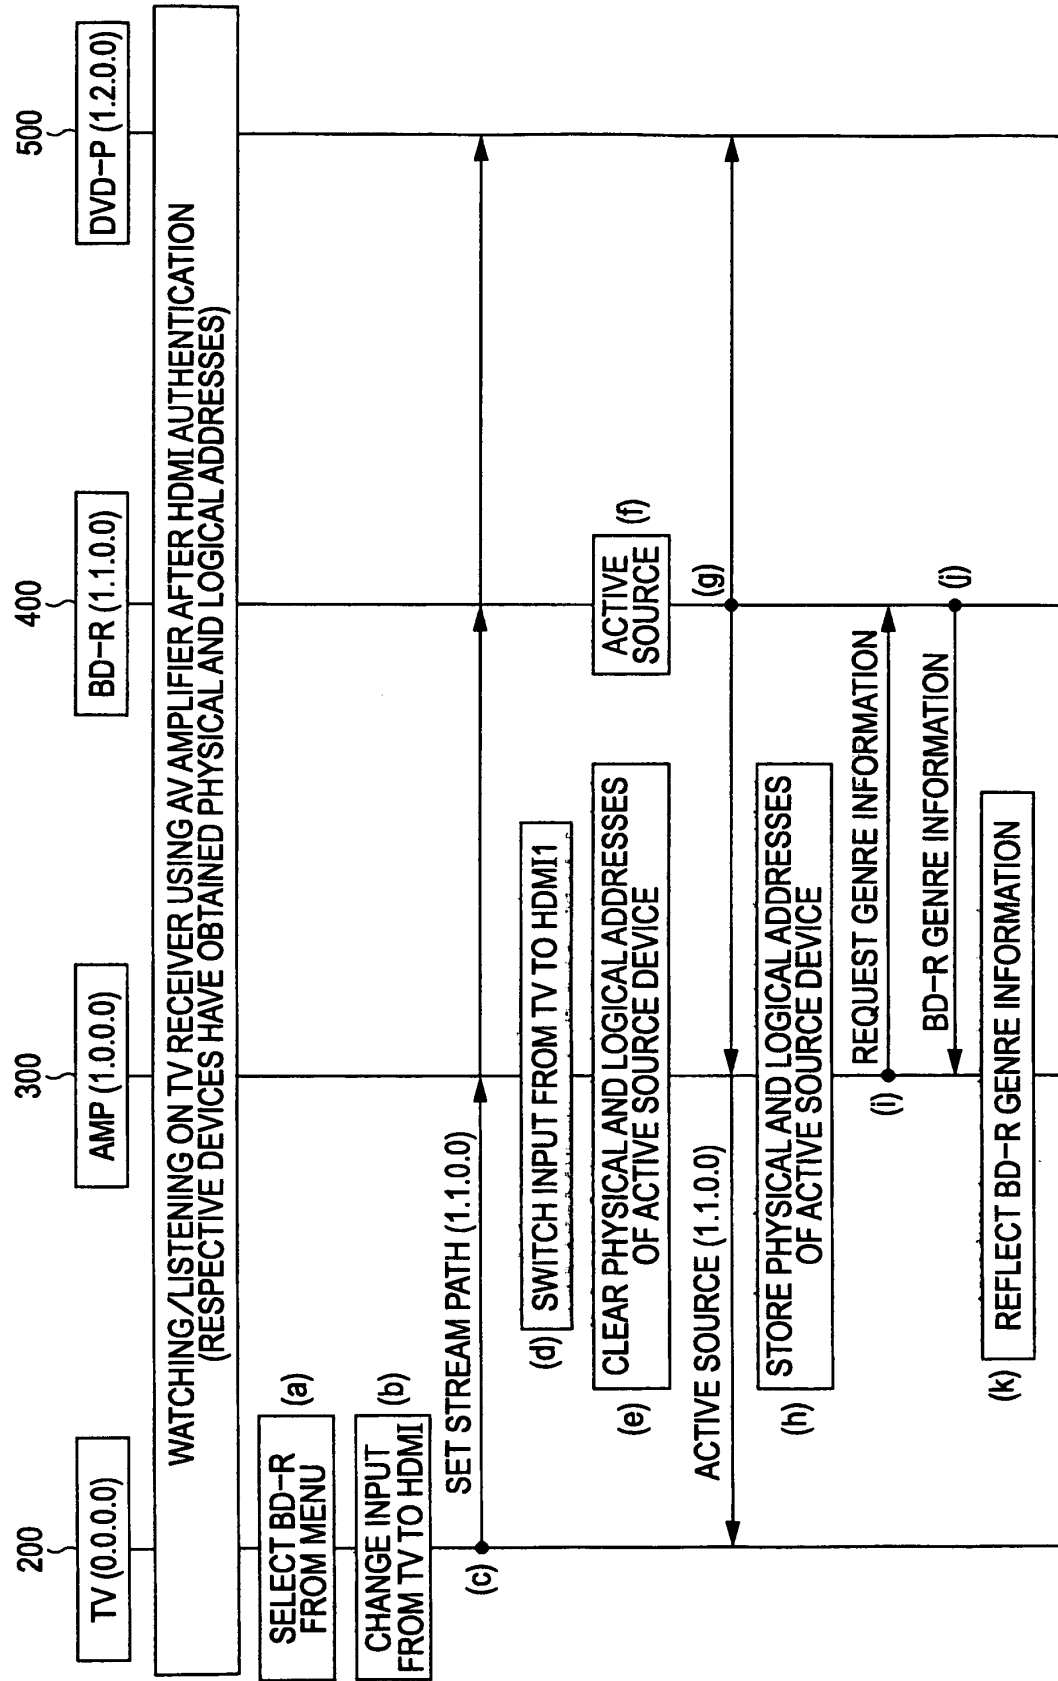 200
300
400
500
TV (0.0.0.0)
AMP (1.0.0.0)
BD-R (1.1.0.0)
DVD-P (1.2.0.0)
WATCHING/LISTENING ON TV RECEIVER USING AV AMPLIFIER AFTER HDMI AUTHENTICATION
(RESPECTIVE DEVICES HAVE OBTAINED PHYSICAL AND LOGICAL ADDRESSES)
SELECT BD-R
FROM MENU
(a)
CHANGE INPUT
FROM TV TO HDMI
(b)
SET STREAM PATH (1.1.0.0)
(c)
(d)
SWITCH INPUT FROM TV TO HDMI1
(e)
CLEAR PHYSICAL AND LOGICAL ADDRESSES
OF ACTIVE SOURCE DEVICE
ACTIVE
SOURCE
(f)
ACTIVE SOURCE (1.1.0.0)
(g)
(h)
STORE PHYSICAL AND LOGICAL ADDRESSES
OF ACTIVE SOURCE DEVICE
(i)
REQUEST GENRE INFORMATION
BD-R GENRE INFORMATION
(j)
(k)
REFLECT BD-R GENRE INFORMATION